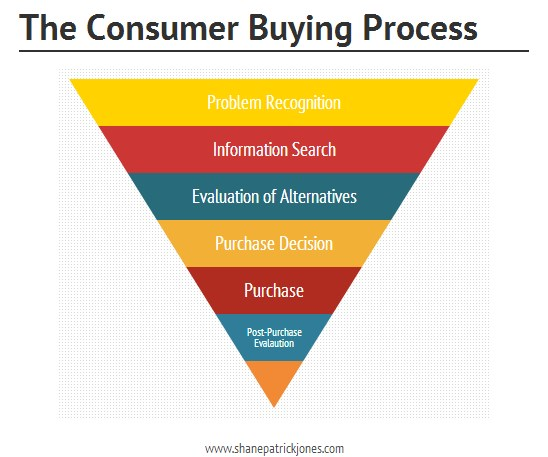 The Consumer Buying Process
Problem Recognition
Information Search
Evaluation of Alternatives
Purchase Decision
Purchase
Post-Purchase
Evalaution
www.shanepatrickjones.com